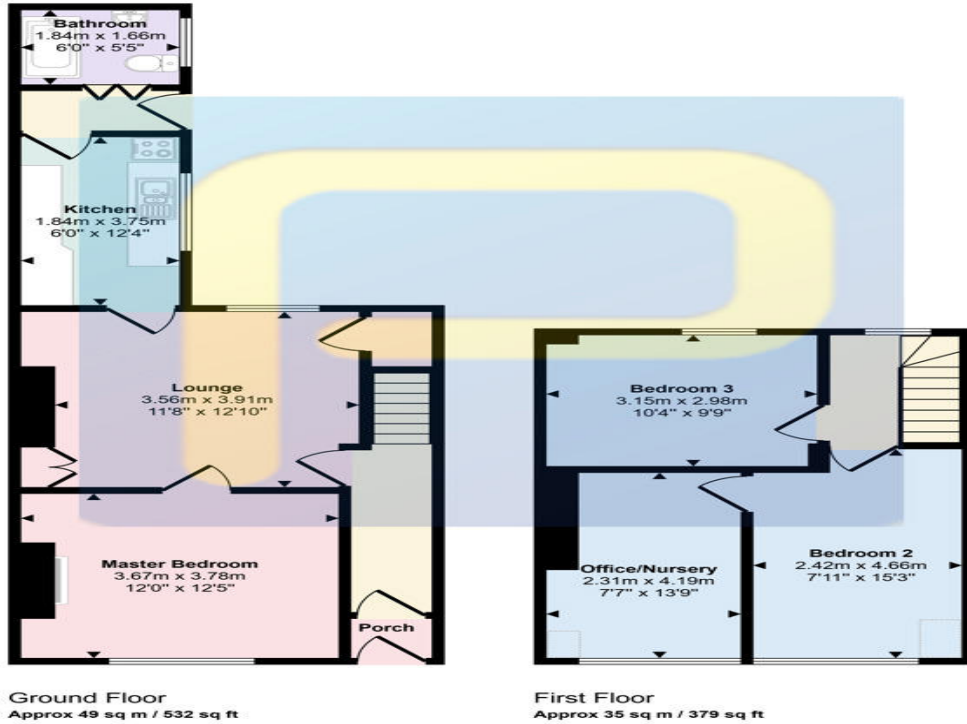 Bathroom
1.84m x 1.66m
6'0" x 5'5"
Kitchen
1.84m x 3.75m
6'0" x 12'4"
Lounge
3.56m x 3.91m
11'8" x 12'10"
Master Bedroom
3.67m x 3.78m
12'0" x 12'5"
Porch
Ground Floor
Approx 49 sq m / 532 sq ft
Bedroom 3
3.15m x 2.98m
10'4" x 9'9"
Office/Nursery
2.31m x 4.19m
7'7" x 13'9"
Bedroom 2
2.42m x 4.66m
7'11" x 15'3"
First Floor
Approx 35 sq m / 379 sq ft